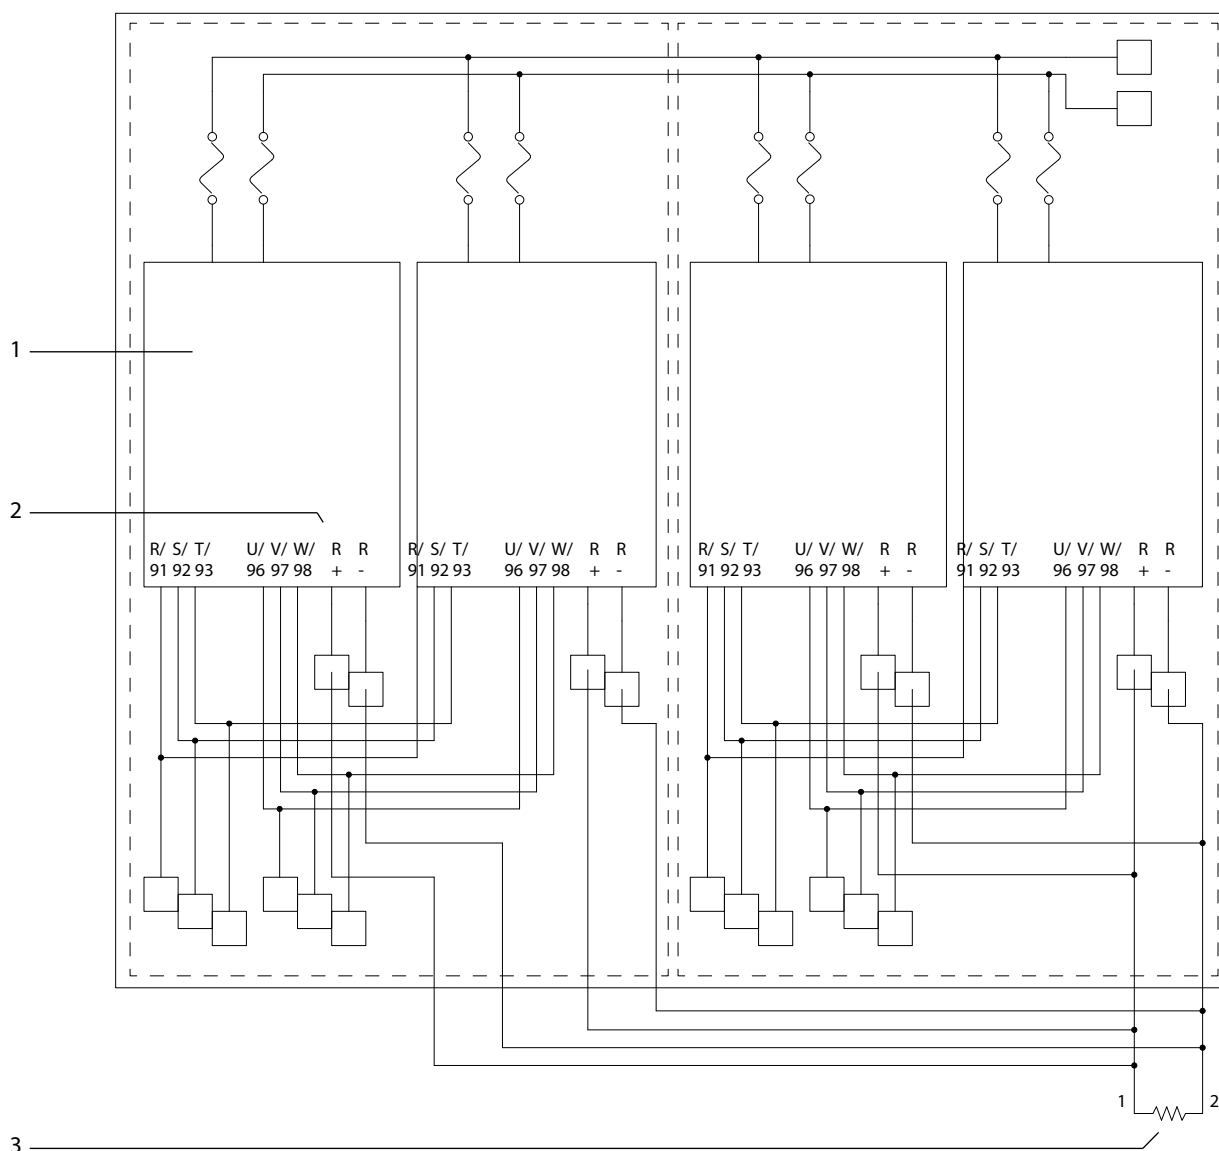 1
2
R/ S/ T/ U/ V/ W/ R R R/ S/ T/ U/ V/ W/ R R R/ S/ T/ U/ V/ W/ R R R/ S/ T/ U/ V/ W/ R R
91 92 93 96 97 98 + - 91 92 93 96 97 98 + - 91 92 93 96 97 98 + - 91 92 93 96 97 98 + -
1 2
3